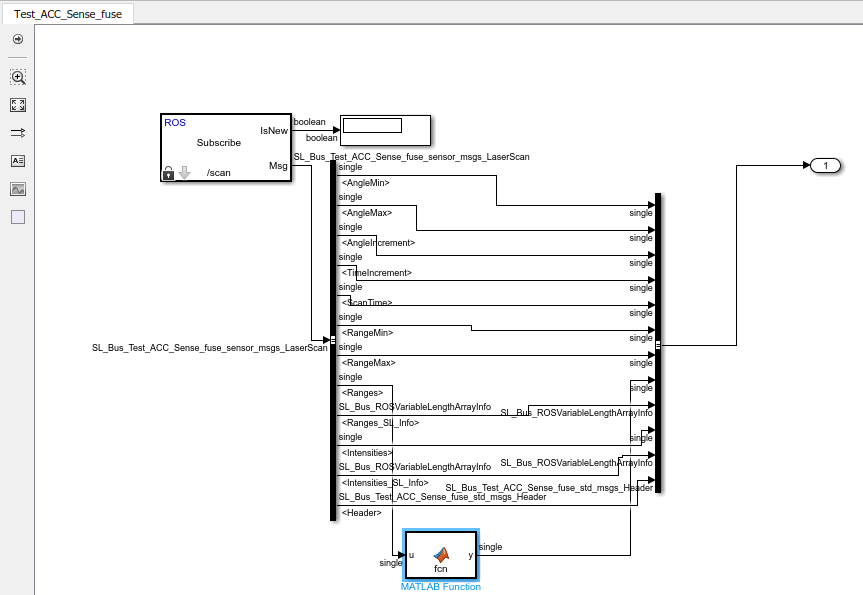 Test_ACC_Sense_fuse
ROS
IsNew
Subscribe
Msg
/scan
boolean
boolean
SL_Bus_Test_ACC_Sense_fuse_sensor_msgs_LaserScan
single
<AngleMin>
single
<AngleMax>
single
<AngleIncrement>
single
<TimeIncrement>
single
<ScanTime>
single
<RangeMin>
SL_Bus_Test_ACC_Sense_fuse_sensor_msgs_LaserScan
single
<RangeMax>
single
<Ranges>
SL_Bus_ROSVariableLengthArrayInfo
<Ranges_SL_Info>
single
<Intensities>
SL_Bus_ROSVariableLengthArrayInfo
<Intensities_SL_Info>
SL_Bus_Test_ACC_Sense_fuse_std_msgs_Header
<Header>
single
single
single
single
single
single
single
single
SL_Bus_ROSVariableLengthArrayInfo
single
SL_Bus_ROSVariableLengthArrayInfo
SL_Bus_Test_ACC_Sense_fuse_std_msgs_Header
1
single
u
fcn
y
single
MATLAB Function